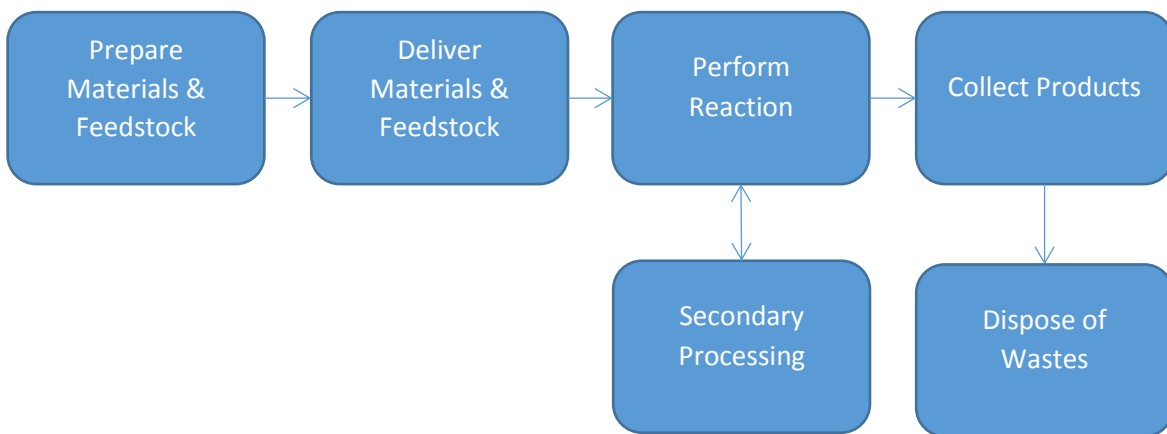 Prepare
Materials &
Feedstock
Deliver
Materials &
Feedstock
Perform
Reaction
Collect Products
Secondary
Processing
Dispose of
Wastes